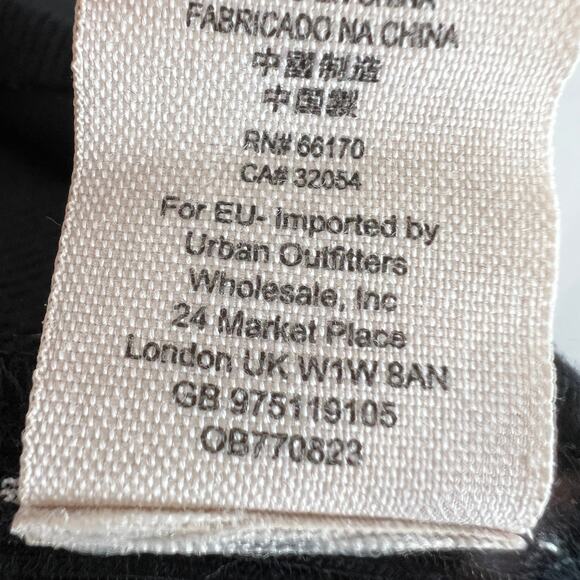 FABRICADO NA CHINA
中國制造
中国製
RN# 66170
CA# 32054
For EU- Imported by
Urban Outfitters
Wholesale, Inc
24 Market Place
London UK W1W 8AN
GB 975119105
OB770823